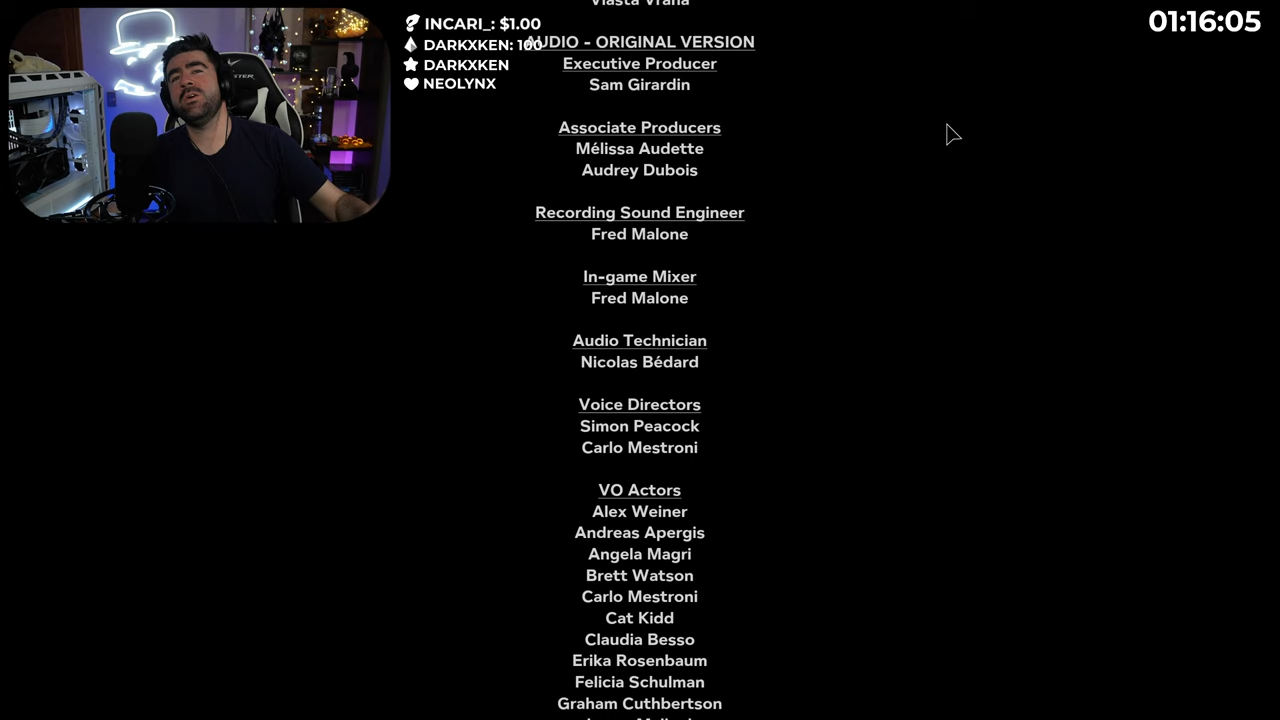 Vlasta Vrana
INCARI_: $1.00
01:16:05
DARKXKEN: 100
AUDIO - ORIGINAL VERSION
DARKXKEN
Executive Producer
NEOLYNX
Sam Girardin
Associate Producers
Mélissa Audette
Audrey Dubois
Recording Sound Engineer
Fred Malone
In-game Mixer
Fred Malone
Audio Technician
Nicolas Bédard
Voice Directors
Simon Peacock
Carlo Mestroni
VO Actors
Alex Weiner
Andreas Apergis
Angela Magri
Brett Watson
Carlo Mestroni
Cat Kidd
Claudia Besso
Erika Rosenbaum
Felicia Schulman
Graham Cuthbertson